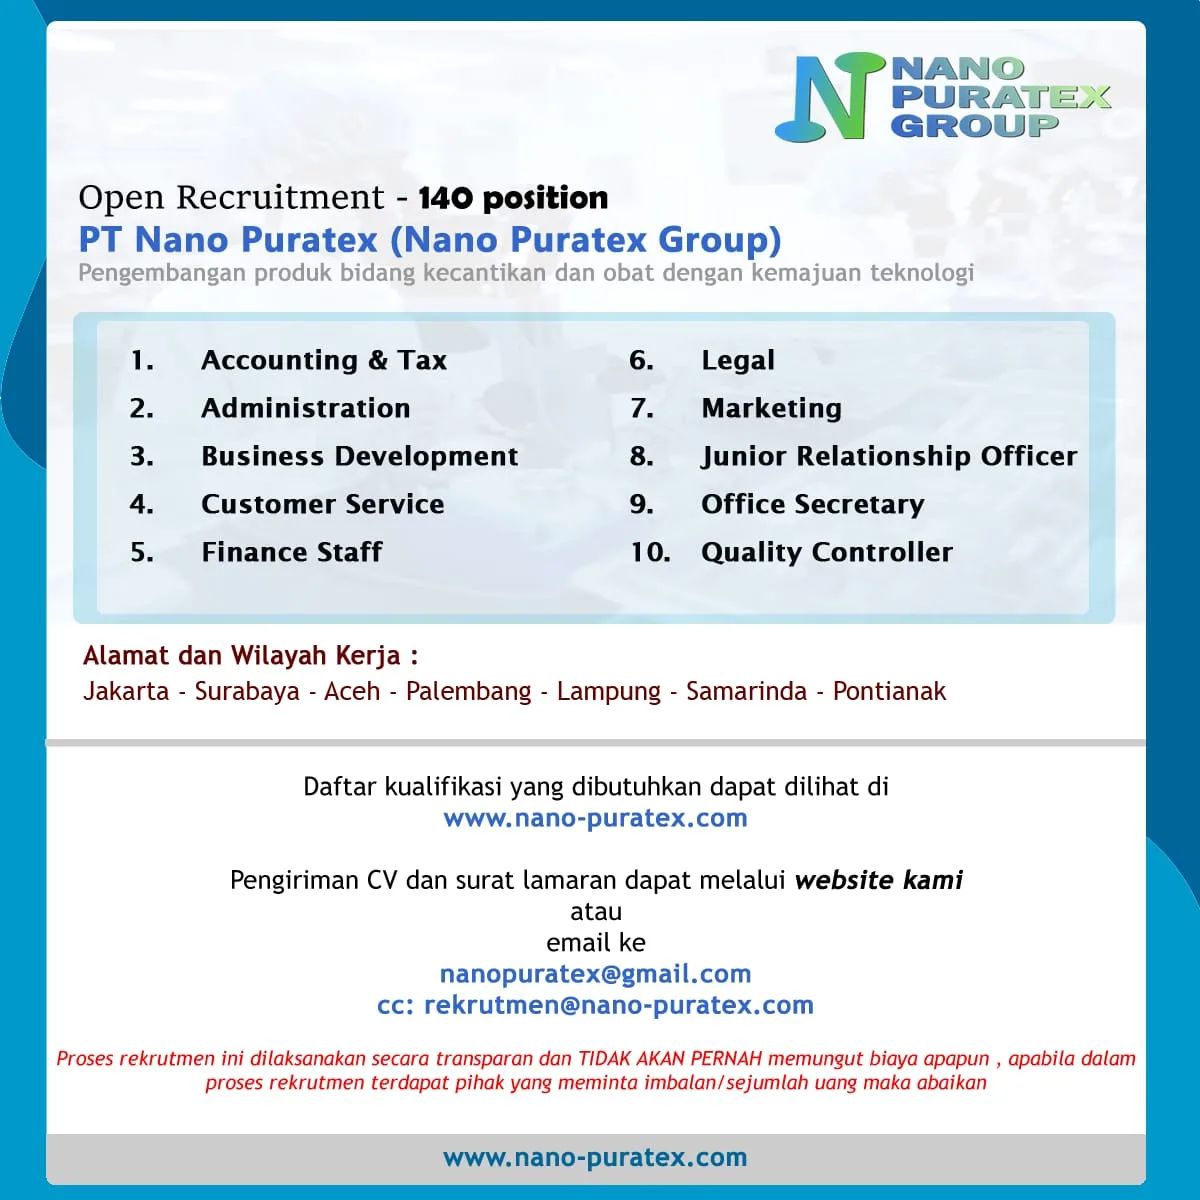 NANO
PURATEX
GROUP
Open Recruitment - 140 position
PT Nano Puratex (Nano Puratex Group)
Pengembangan produk bidang kecantikan dan obat dengan kemajuan teknologi
1. Accounting & Tax
2. Administration
3. Business Development
4. Customer Service
5. Finance Staff
6. Legal
7. Marketing
8. Junior Relationship Officer
9. Office Secretary
10. Quality Controller
Alamat dan Wilayah Kerja :
Jakarta - Surabaya - Aceh - Palembang - Lampung - Samarinda - Pontianak
Daftar kualifikasi yang dibutuhkan dapat dilihat di
www.nano-puratex.com
Pengiriman CV dan surat lamaran dapat melalui website kami
atau
email ke
nanopuratex@gmail.com
cc: rekrutmen@nano-puratex.com
Proses rekrutmen ini dilaksanakan secara transparan dan TIDAK AKAN PERNAH memungut biaya apapun , apabila dalam
proses rekrutmen terdapat pihak yang meminta imbalan/sejumlah uang maka abaikan
www.nano-puratex.com